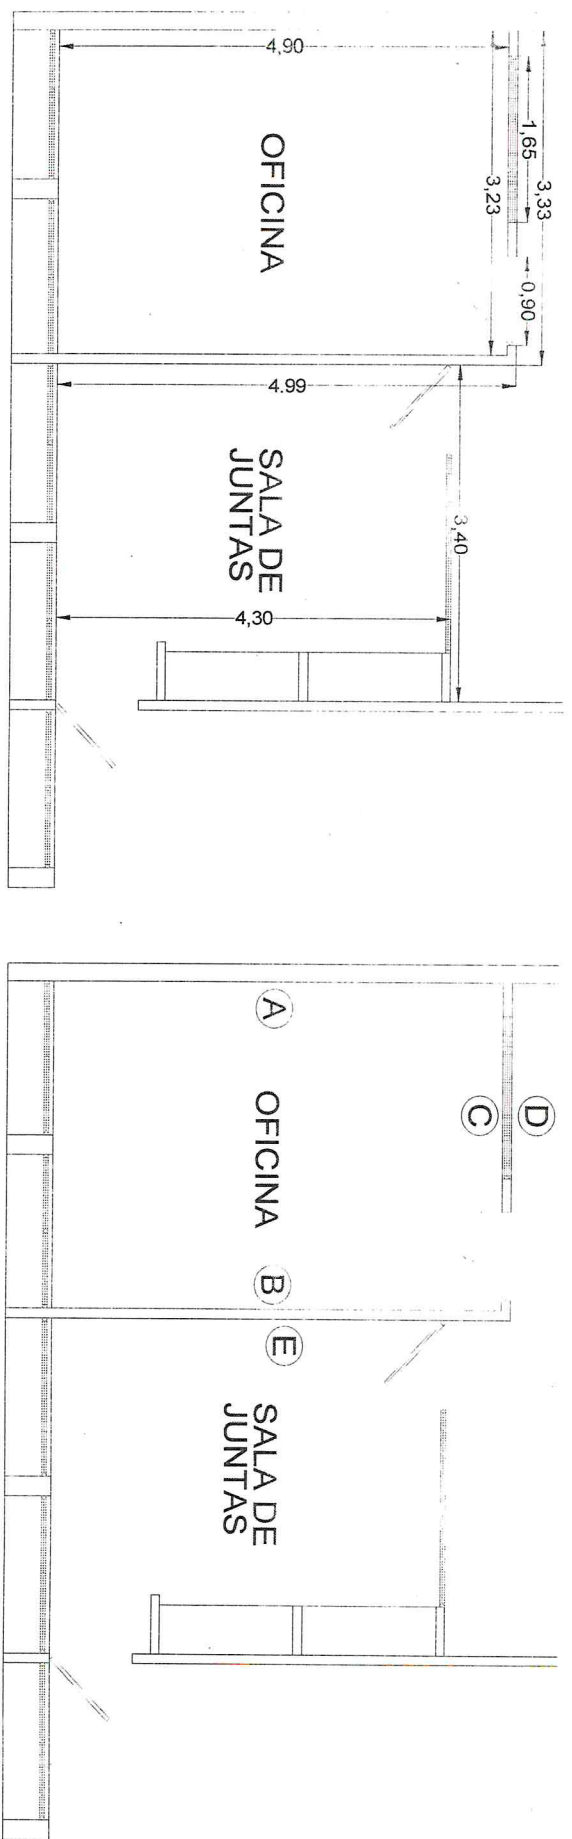 4,90
1,65
3,33
3,23
0,90
OFICINA
4.99
3,40
SALA DE
JUNTAS
4,30
D
C
A
OFICINA
B
E
SALA DE
JUNTAS